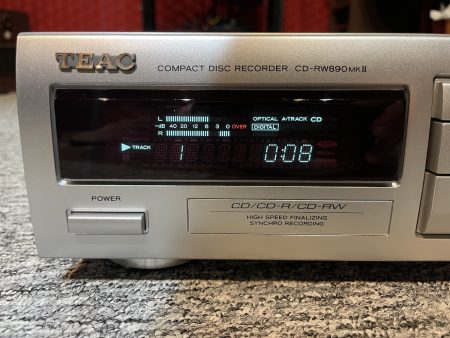 TEAC COMPACT DISC RECORDER CD-RW890MKII
L
-dB 40 20 12 6 3 0 OVER OPTICAL A-TRACK CD
R DIGITAL
TRACK 1 0:08
POWER
CD/CD-R/CD-RW
HIGH SPEED FINALIZING
SYNCHRO RECORDING